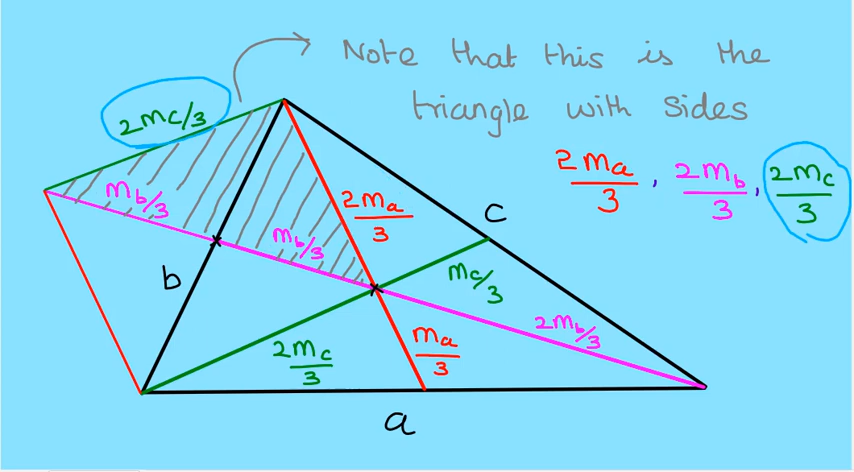 Note that this is the
triangle with sides
2mc/3
2ma/3 , 2mb/3 , 2mc/3
mb/3
2ma/3
c
mb/3
b
mc/3
2mc/3
ma/3
2mb/3
a